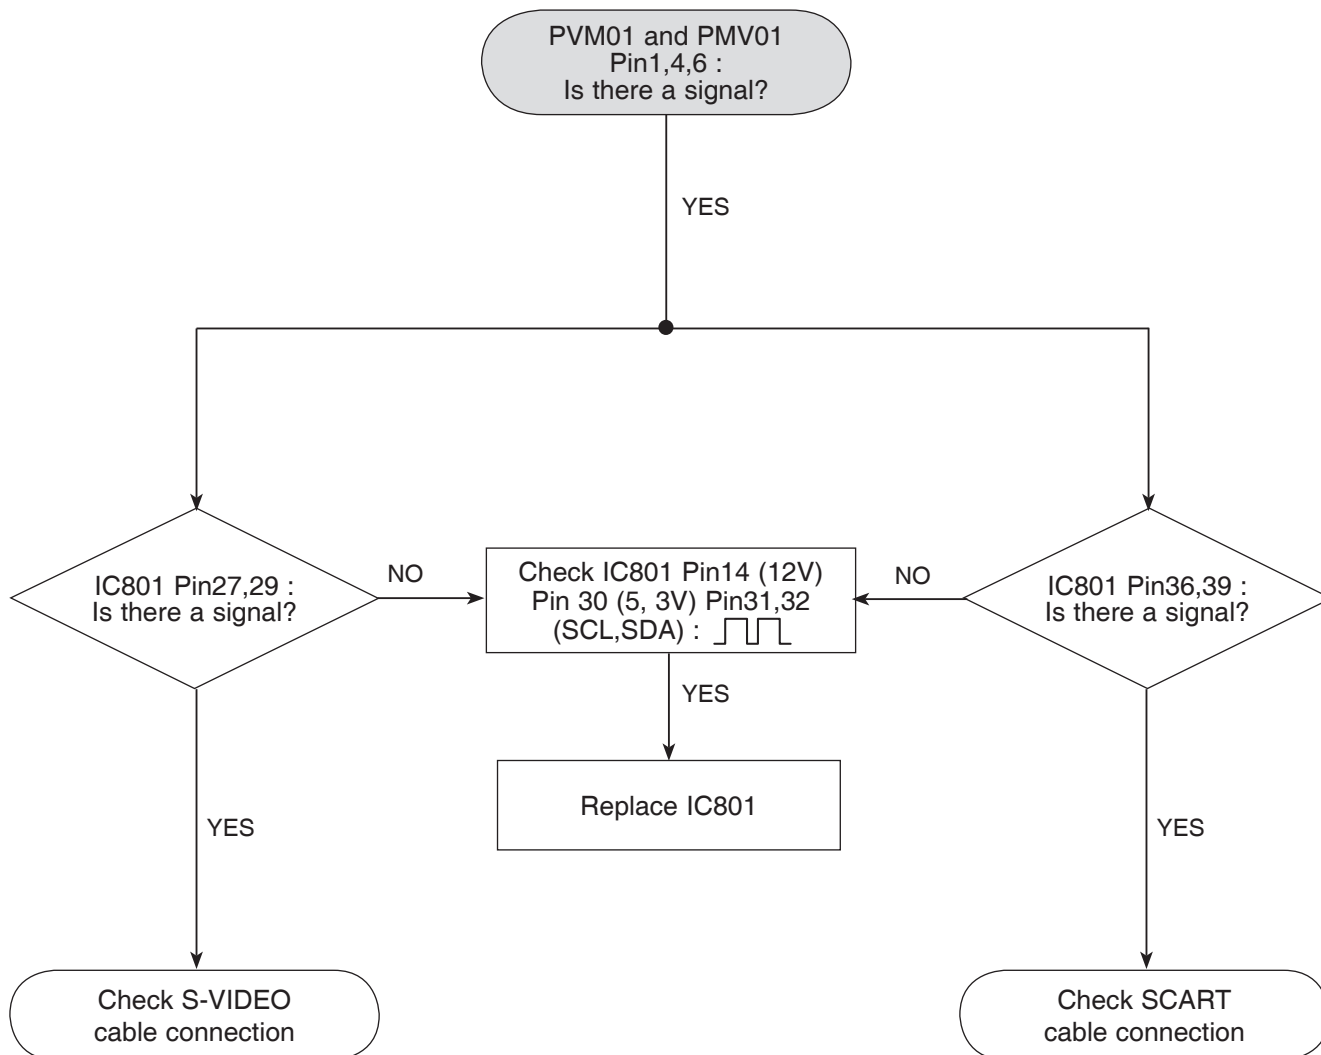 PVM01 and PMV01
Pin1,4,6 :
Is there a signal?
YES
IC801 Pin27,29 :
Is there a signal?
NO
Check IC801 Pin14 (12V)
Pin 30 (5, 3V) Pin31,32
(SCL,SDA) :
NO
IC801 Pin36,39 :
Is there a signal?
YES
Replace IC801
YES
YES
Check S-VIDEO
cable connection
Check SCART
cable connection